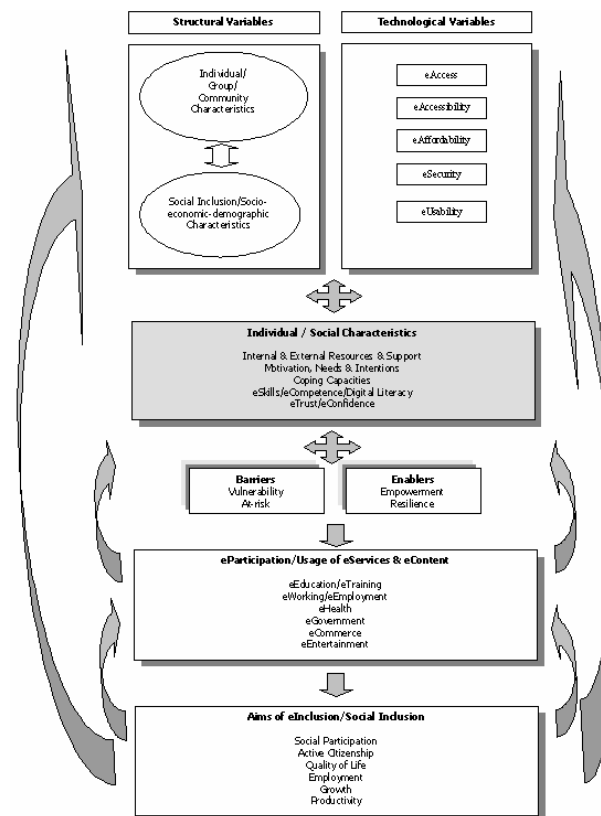 Structural Variables
Technological Variables
Individual/
Group/
Community
Characteristics
Social Inclusion/Socio-
economic-demographic
Characteristics
eAccess
eAccessibility
eAffordability
eSecurity
eUsability
Individual / Social Characteristics
Internal & External Resources & Support
Motivation, Needs & Intentions
Coping Capacities
eSkills/eCompetence/Digital Literacy
eTrust/eConfidence
Barriers
Vulnerability
At-risk
Enablers
Empowerment
Resilience
eParticipation/Usage of eServices & eContent
eEducation/eTraining
eWorking/eEmployment
eHealth
eGovernment
eCommerce
eEntertainment
Aims of eInclusion/Social Inclusion
Social Participation
Active Citizenship
Quality of Life
Employment
Growth
Productivity